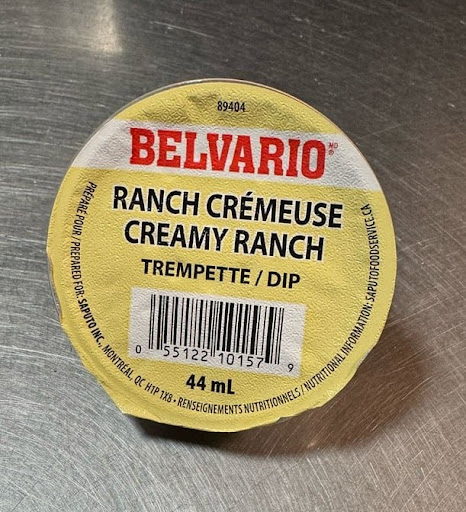 89404
BELVARIO MD
®
RANCH CRÉMEUSE
CREAMY RANCH
TREMPETTE / DIP
0 55122 10157 9
44 mL
PRÉPARÉ POUR / PREPARED FOR: SAPUTO INC., MONTRÉAL, QC H1P 1X8 • RENSEIGNEMENTS NUTRITIONNELS / NUTRITIONAL INFORMATION: SAPUTOFOODSERVICE.CA